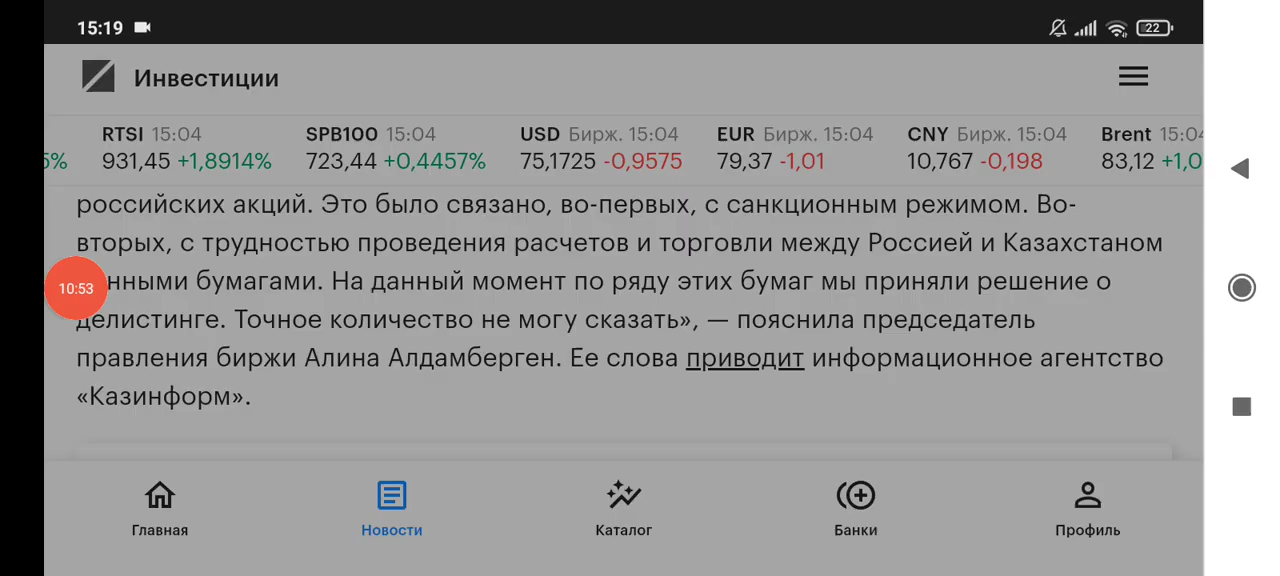 15:19
22
Инвестиции
5%
RTSI 15:04
931,45 +1,8914%
SPB100 15:04
723,44 +0,4457%
USD Бирж. 15:04
75,1725 -0,9575
EUR Бирж. 15:04
79,37 -1,01
CNY Бирж. 15:04
10,767 -0,198
Brent 15:04
83,12 +1,0
российских акций. Это было связано, во-первых, с санкционным режимом. Во-
вторых, с трудностью проведения расчетов и торговли между Россией и Казахстаном
нными бумагами. На данный момент по ряду этих бумаг мы приняли решение о
делистинге. Точное количество не могу сказать», — пояснила председатель
правления биржи Алина Алдамберген. Ее слова приводит информационное агентство
«Казинформ».
10:53
Главная
Новости
Каталог
Банки
Профиль